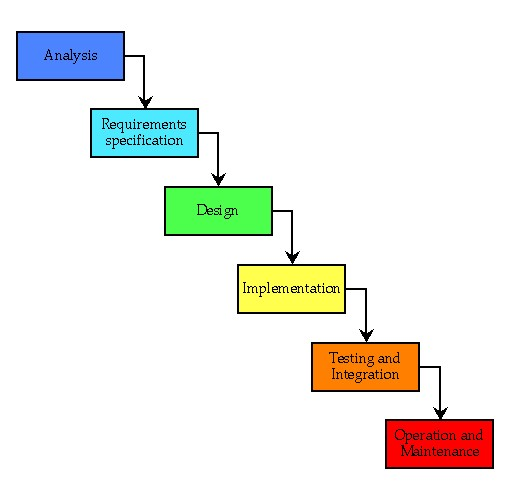 Analysis
Requirements
specification
Design
Implementation
Testing and
Integration
Operation and
Maintenance